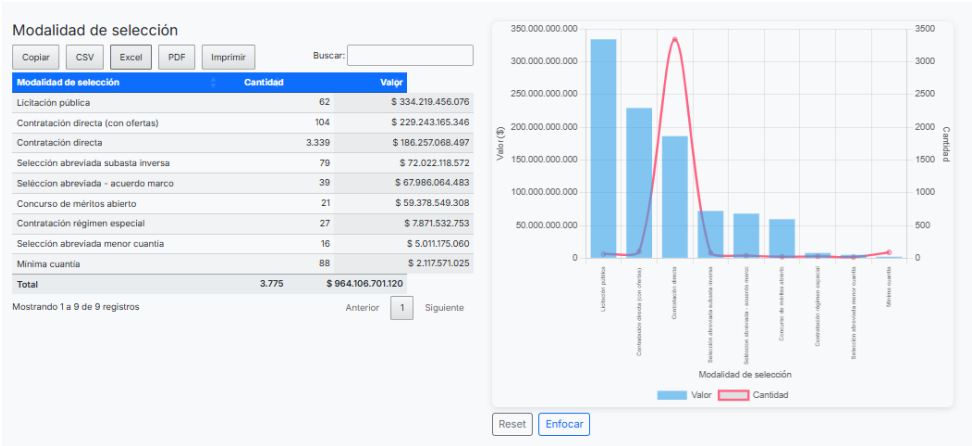 Modalidad de selección
Copiar CSV Excel PDF Imprimir Buscar:
Modalidad de selección Cantidad Valor
Licitación pública 62 $ 334.219.456.076
Contratación directa (con ofertas) 104 $ 229.243.165.346
Contratación directa 3.339 $ 186.257.068.497
Selección abreviada subasta inversa 79 $ 72.022.118.572
Seléccion abreviada - acuerdo marco 39 $ 67.986.064.483
Concurso de méritos abierto 21 $ 59.378.549.308
Contratación régimen especial 27 $ 7.871.532.753
Selección abreviada menor cuantía 16 $ 5.011.175.060
Mínima cuantía 88 $ 2.117.571.025
Total 3.775 $ 964.106.701.120
Mostrando 1 a 9 de 9 registros Anterior 1 Siguiente
350.000.000.000 3500
300.000.000.000 3000
250.000.000.000 2500
200.000.000.000 2000
150.000.000.000 1500
100.000.000.000 1000
50.000.000.000 500
0 0
Valor ($)
Cantidad
Licitación pública
Contratación directa (con ofertas)
Contratación directa
Selección abreviada subasta inversa
Seléccion abreviada - acuerdo marco
Concurso de méritos abierto
Contratación régimen especial
Selección abreviada menor cuantía
Mínima cuantía
Modalidad de selección
Valor Cantidad
Reset Enfocar